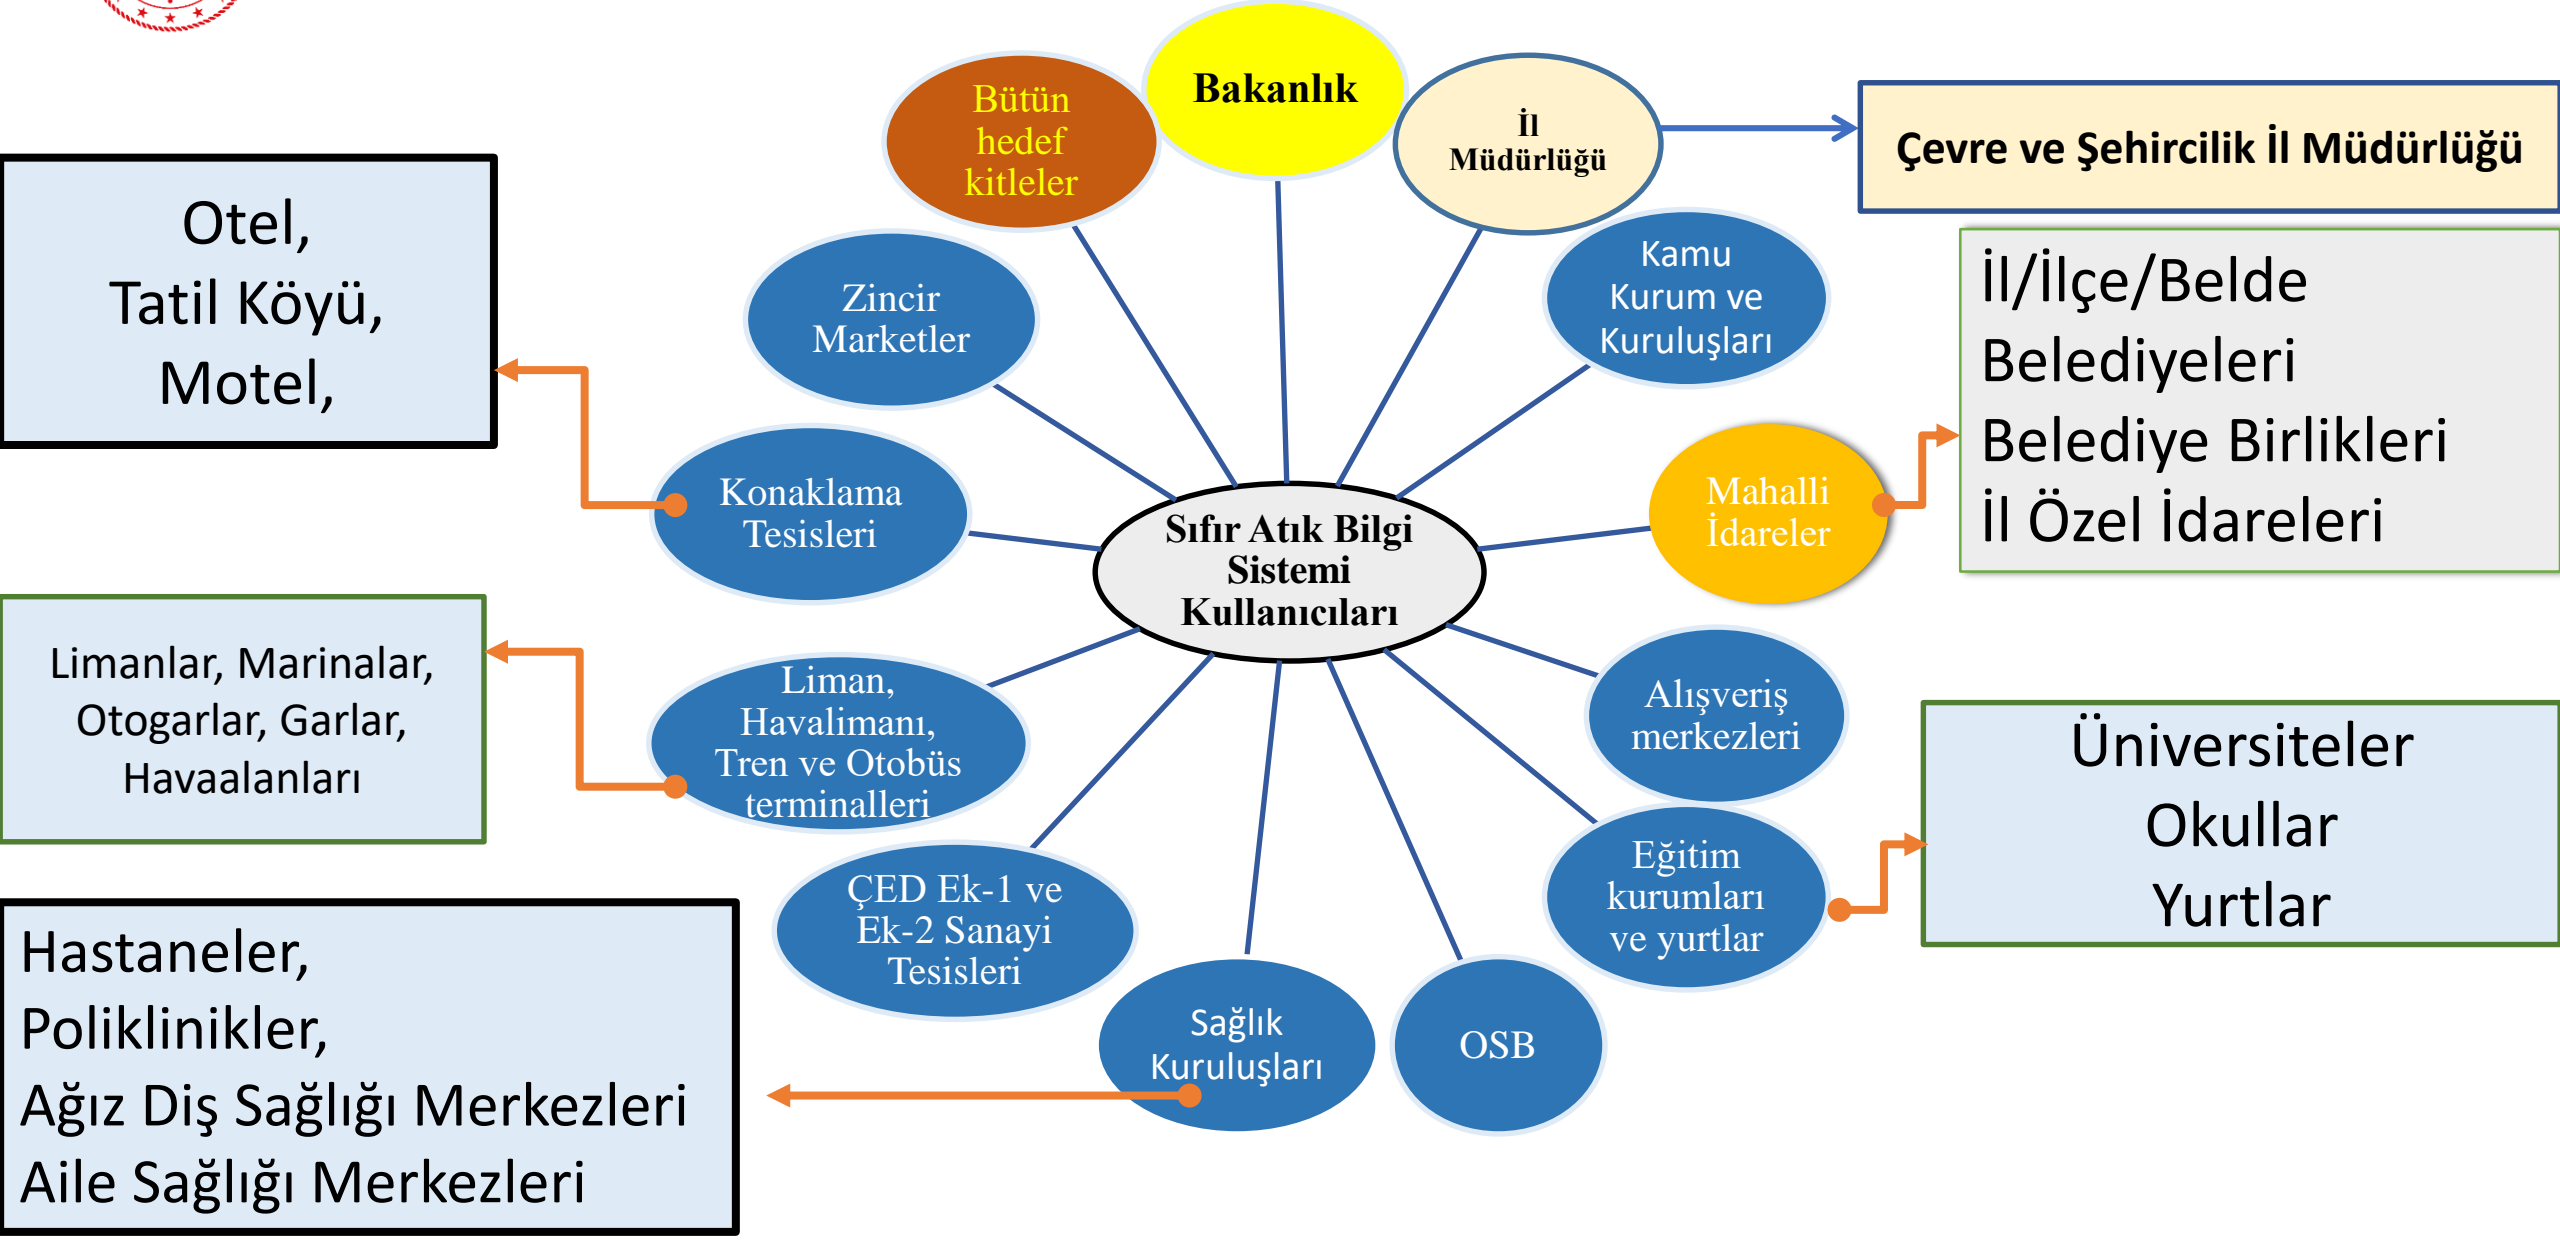 Bakanlık
İl
Müdürlüğü
Çevre ve Şehircilik İl Müdürlüğü
Kamu
Kurum ve
Kuruluşları
Mahalli
İdareler
İl/İlçe/Belde
Belediyeleri
Belediye Birlikleri
İl Özel İdareleri
Alışveriş
merkezleri
Eğitim
kurumları
ve yurtlar
Üniversiteler
Okullar
Yurtlar
OSB
Sağlık
Kuruluşları
Hastaneler,
Poliklinikler,
Ağız Diş Sağlığı Merkezleri
Aile Sağlığı Merkezleri
ÇED Ek-1 ve
Ek-2 Sanayi
Tesisleri
Liman,
Havalimanı,
Tren ve Otobüs
terminalleri
Limanlar, Marinalar,
Otogarlar, Garlar,
Havaalanları
Konaklama
Tesisleri
Otel,
Tatil Köyü,
Motel,
Zincir
Marketler
Bütün
hedef
kitleler
Sıfır Atık Bilgi
Sistemi
Kullanıcıları